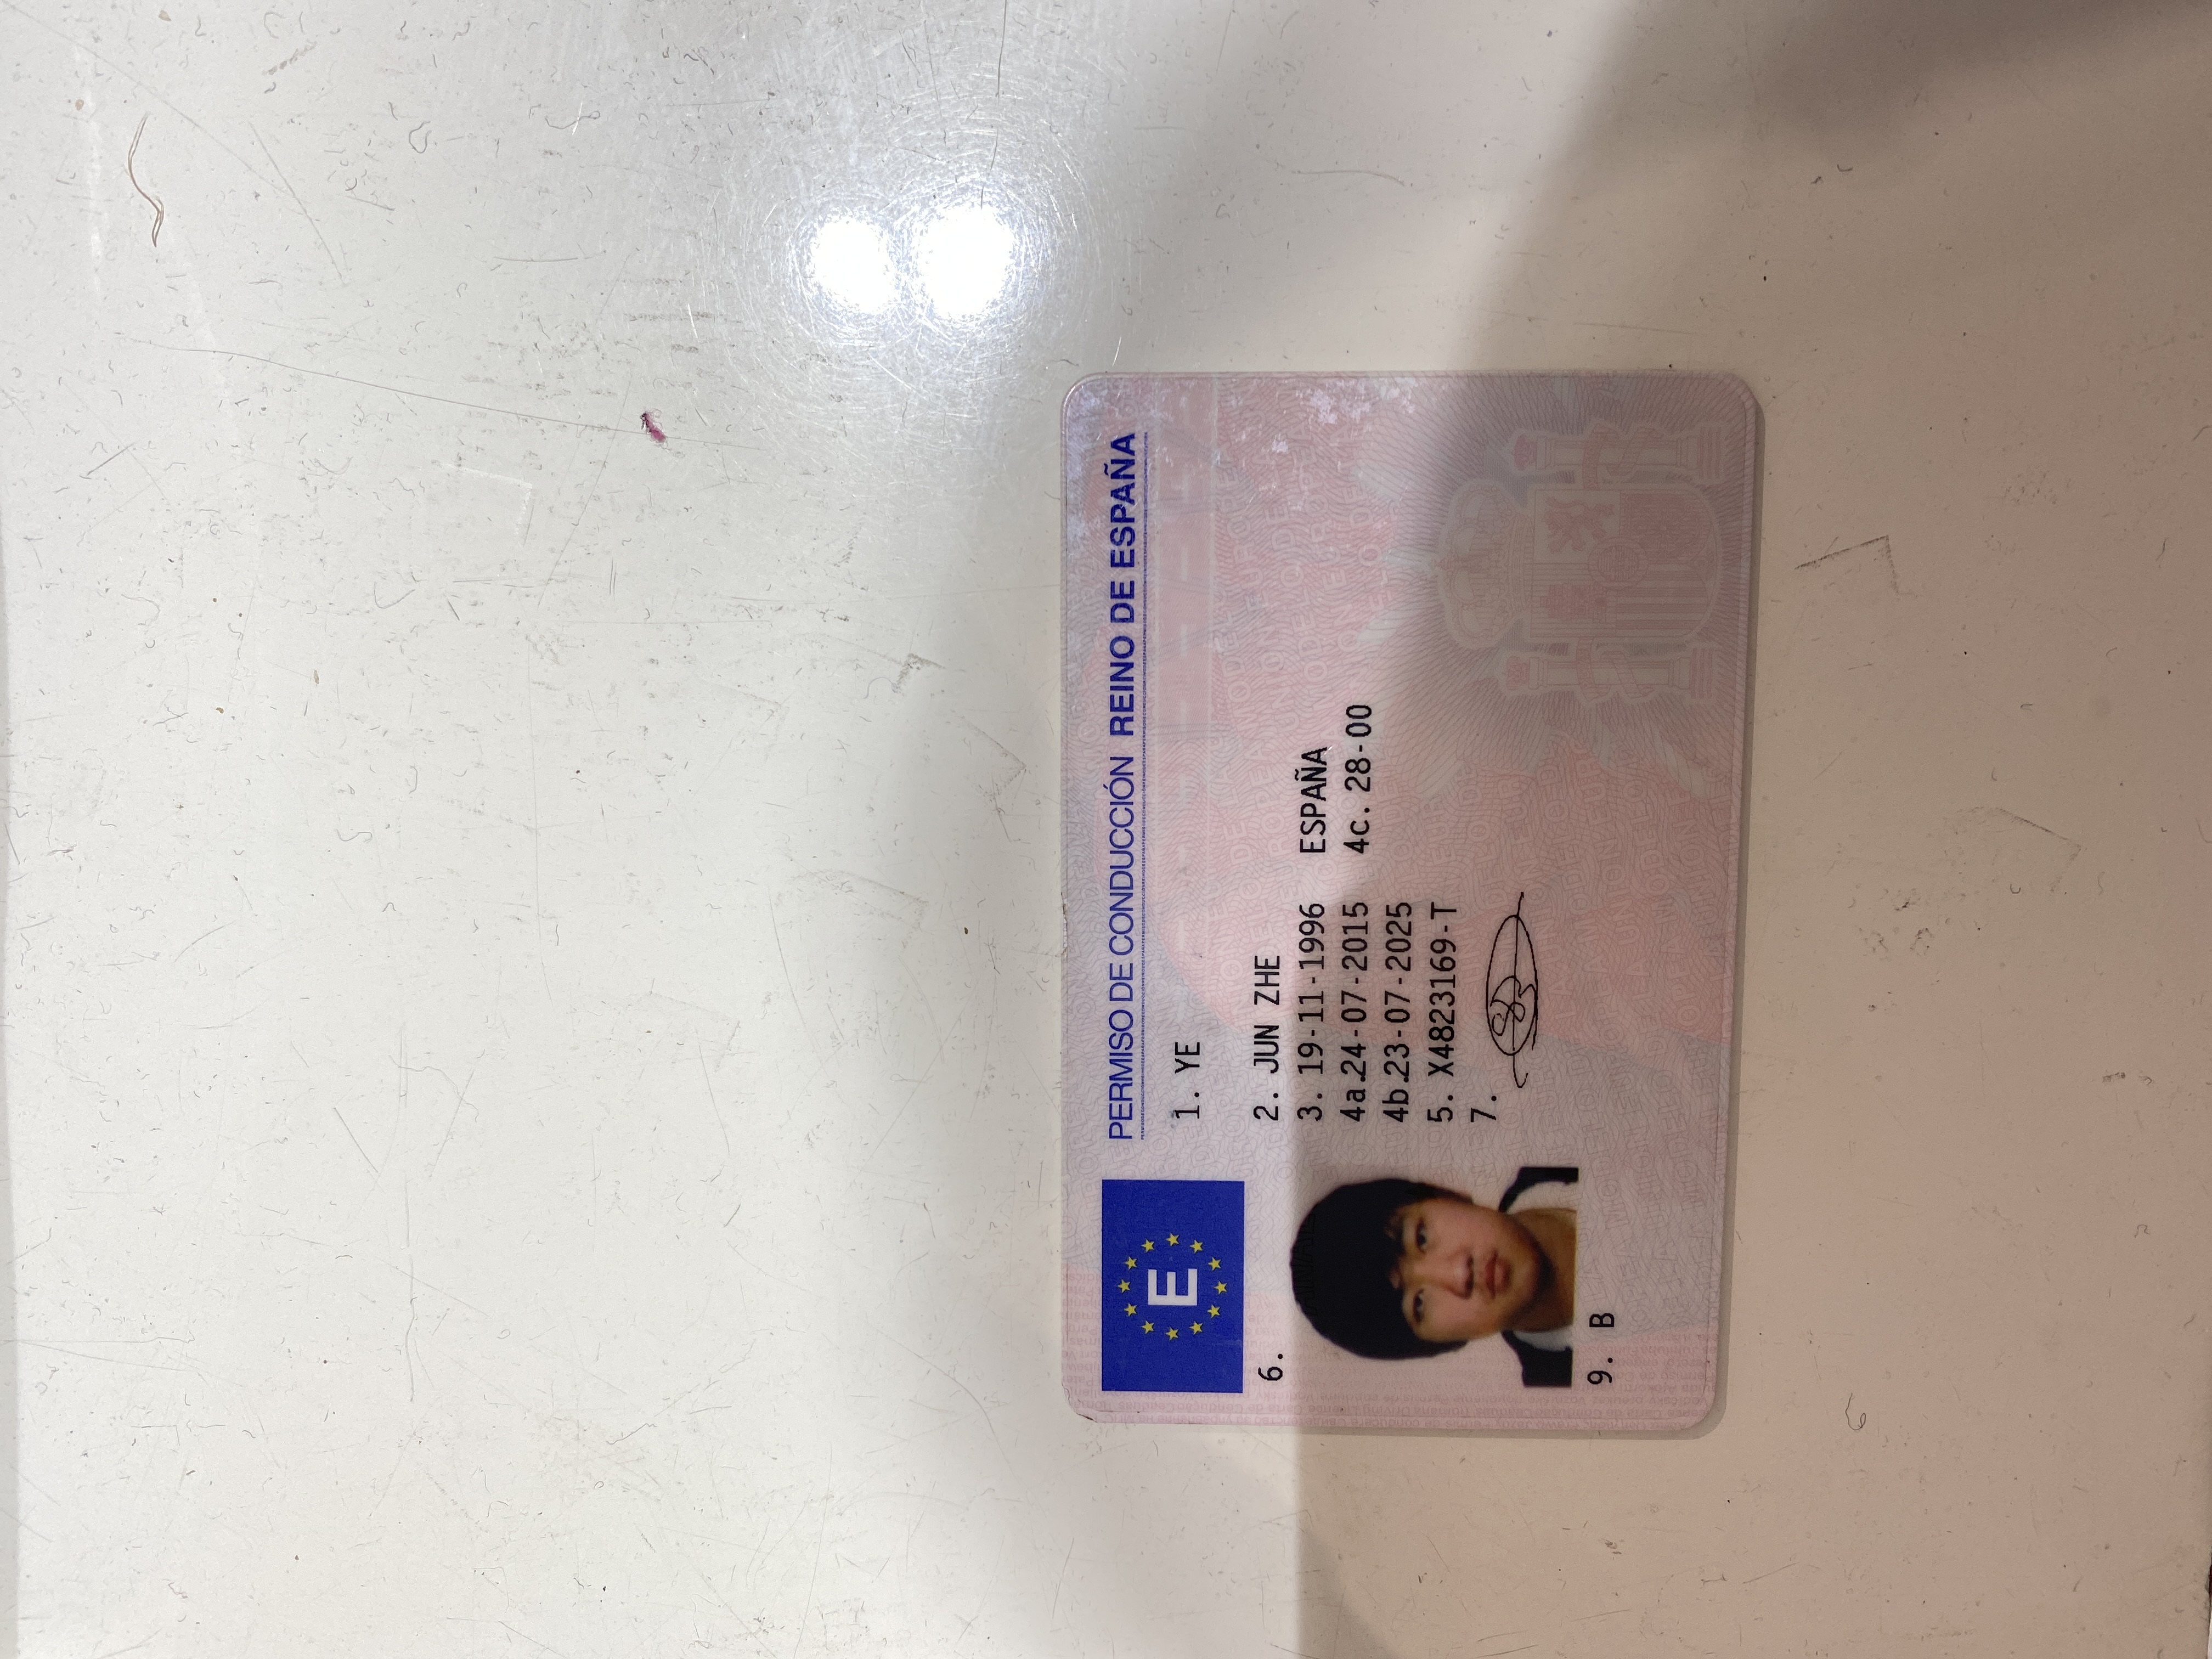 E
PERMISO DE CONDUCCIÓN REINO DE ESPAÑA
1. YE
6.
2. JUN ZHE
3. 19-11-1996 ESPAÑA
4a.24-07-2015 4c. 28-00
4b.23-07-2025
5. X4823169-T
7.
9. B